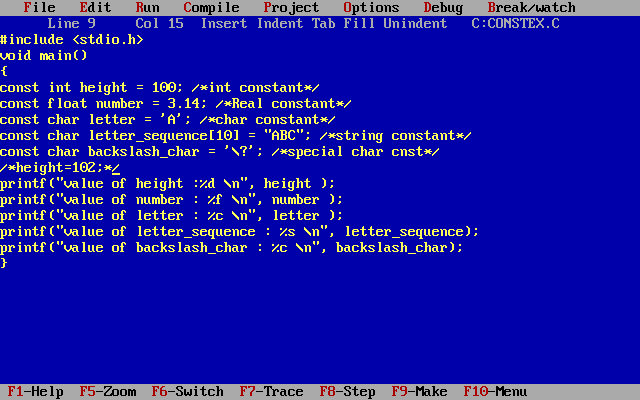 File Edit Run Compile Project Options Debug Break/watch
Line 9 Col 15 Insert Indent Tab Fill Unindent C:CONSTEX.C
#include <stdio.h>
void main()
{
const int height = 100; /*int constant*/
const float number = 3.14; /*Real constant*/
const char letter = 'A'; /*char constant*/
const char letter_sequence[10] = "ABC"; /*string constant*/
const char backslash_char = '\?'; /*special char cnst*/
/*height=102;*/
printf("value of height :%d \n", height );
printf("value of number : %f \n", number );
printf("value of letter : %c \n", letter );
printf("value of letter_sequence : %s \n", letter_sequence);
printf("value of backslash_char : %c \n", backslash_char);
}
F1-Help F5-Zoom F6-Switch F7-Trace F8-Step F9-Make F10-Menu